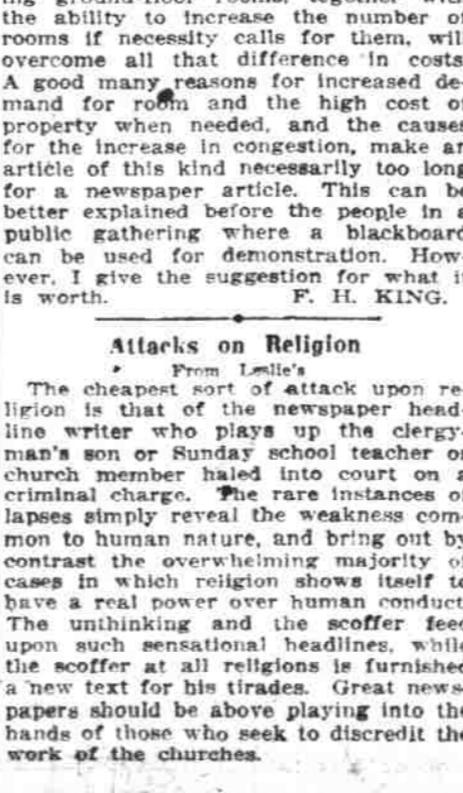 the ability to increase the number of
rooms if necessity calls for them, will
overcome all that difference in costs
A good many reasons for increased de-
mand for room and the high cost of
property when needed, and the causes
for the increase in congestion, make an
article of this kind necessarily too long
for a newspaper article. This can be
better explained before the people in a
public gathering where a blackboard
can be used for demonstration. How-
ever, I give the suggestion for what it
is worth. F. H. KING.
Attacks on Religion
From Leslie's
The cheapest sort of attack upon re-
ligion is that of the newspaper head-
line writer who plays up the clergy-
man's son or Sunday school teacher or
church member haled into court on a
criminal charge. The rare instances of
lapses simply reveal the weakness com-
mon to human nature, and bring out by
contrast the overwhelming majority of
cases in which religion shows itself to
have a real power over human conduct
The unthinking and the scoffer feed
upon such sensational headlines, while
the scoffer at all religions is furnished
a new text for his tirades. Great news-
papers should be above playing into the
hands of those who seek to discredit the
work of the churches.